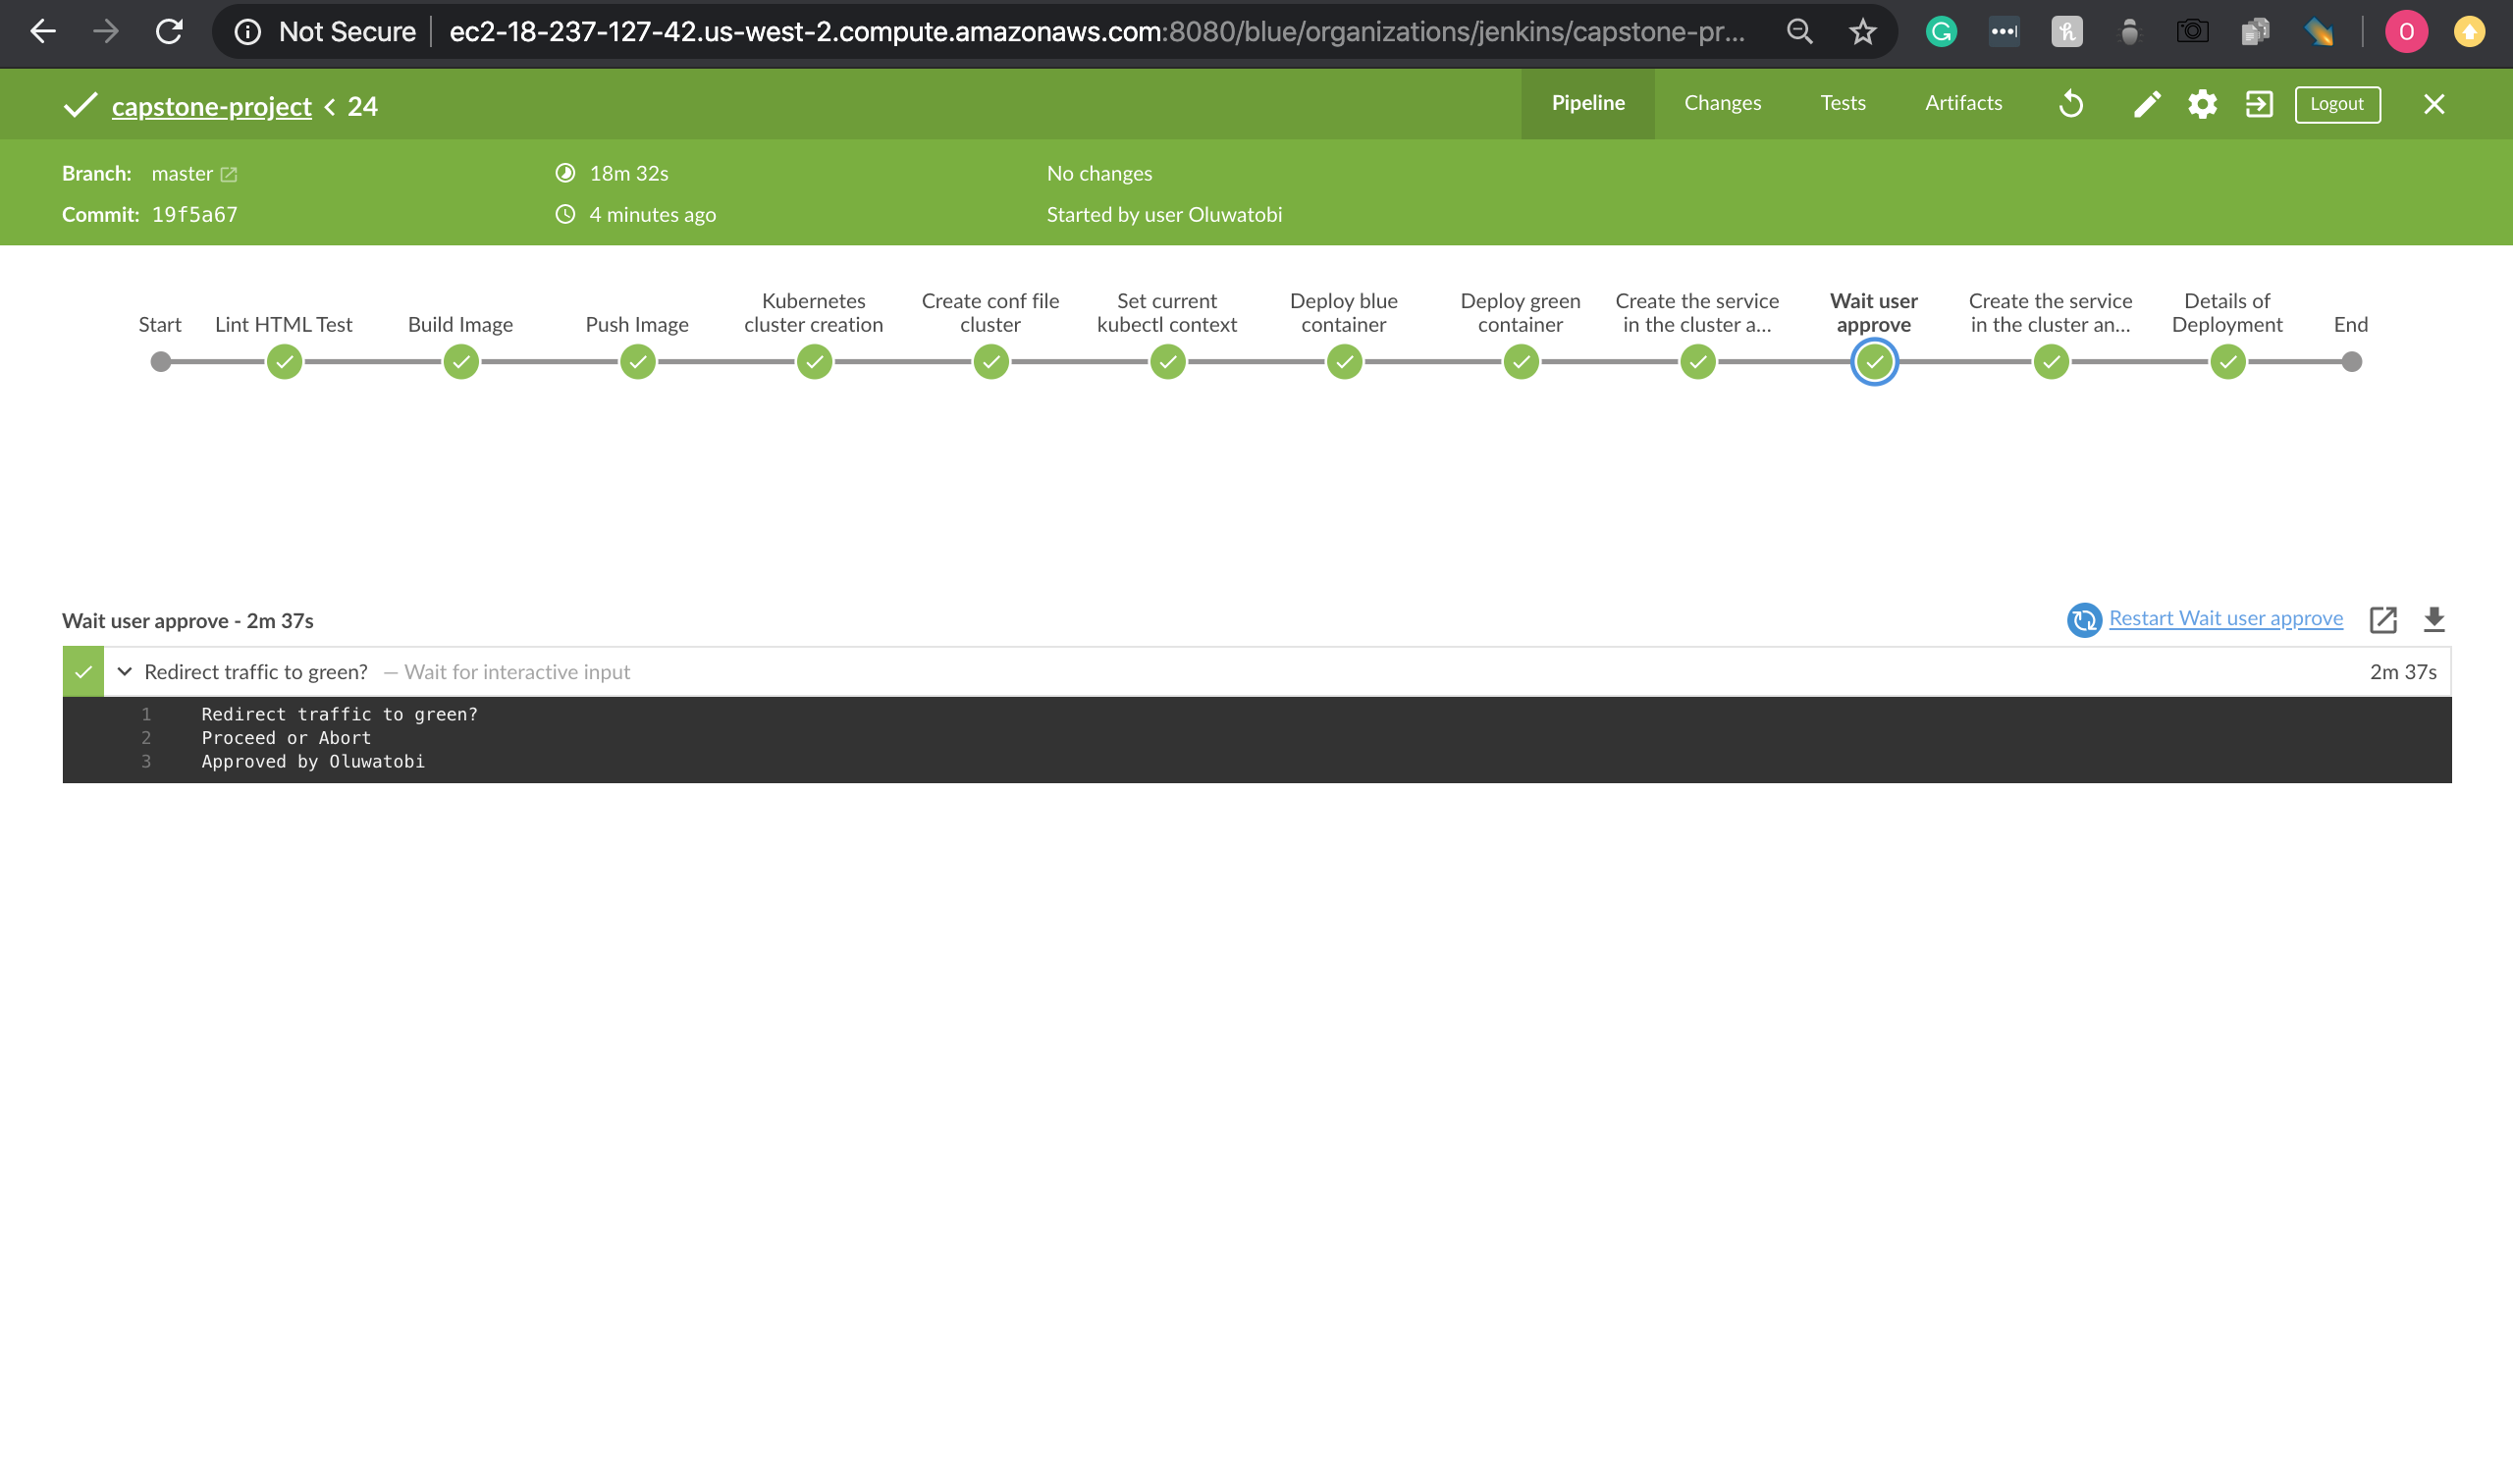 Not Secure
ec2-18-237-127-42.us-west-2.compute.amazonaws.com:8080/blue/organizations/jenkins/capstone-pr...
G
h
O
capstone-project < 24
Pipeline
Changes
Tests
Artifacts
Logout
Branch: master
18m 32s
No changes
Commit: 19f5a67
4 minutes ago
Started by user Oluwatobi
Start
Lint HTML Test
Build Image
Push Image
Kubernetes
cluster creation
Create conf file
cluster
Set current
kubectl context
Deploy blue
container
Deploy green
container
Create the service
in the cluster a...
Wait user
approve
Create the service
in the cluster an...
Details of
Deployment
End
Wait user approve - 2m 37s
Restart Wait user approve
Redirect traffic to green? — Wait for interactive input
2m 37s
1 Redirect traffic to green?
2 Proceed or Abort
3 Approved by Oluwatobi